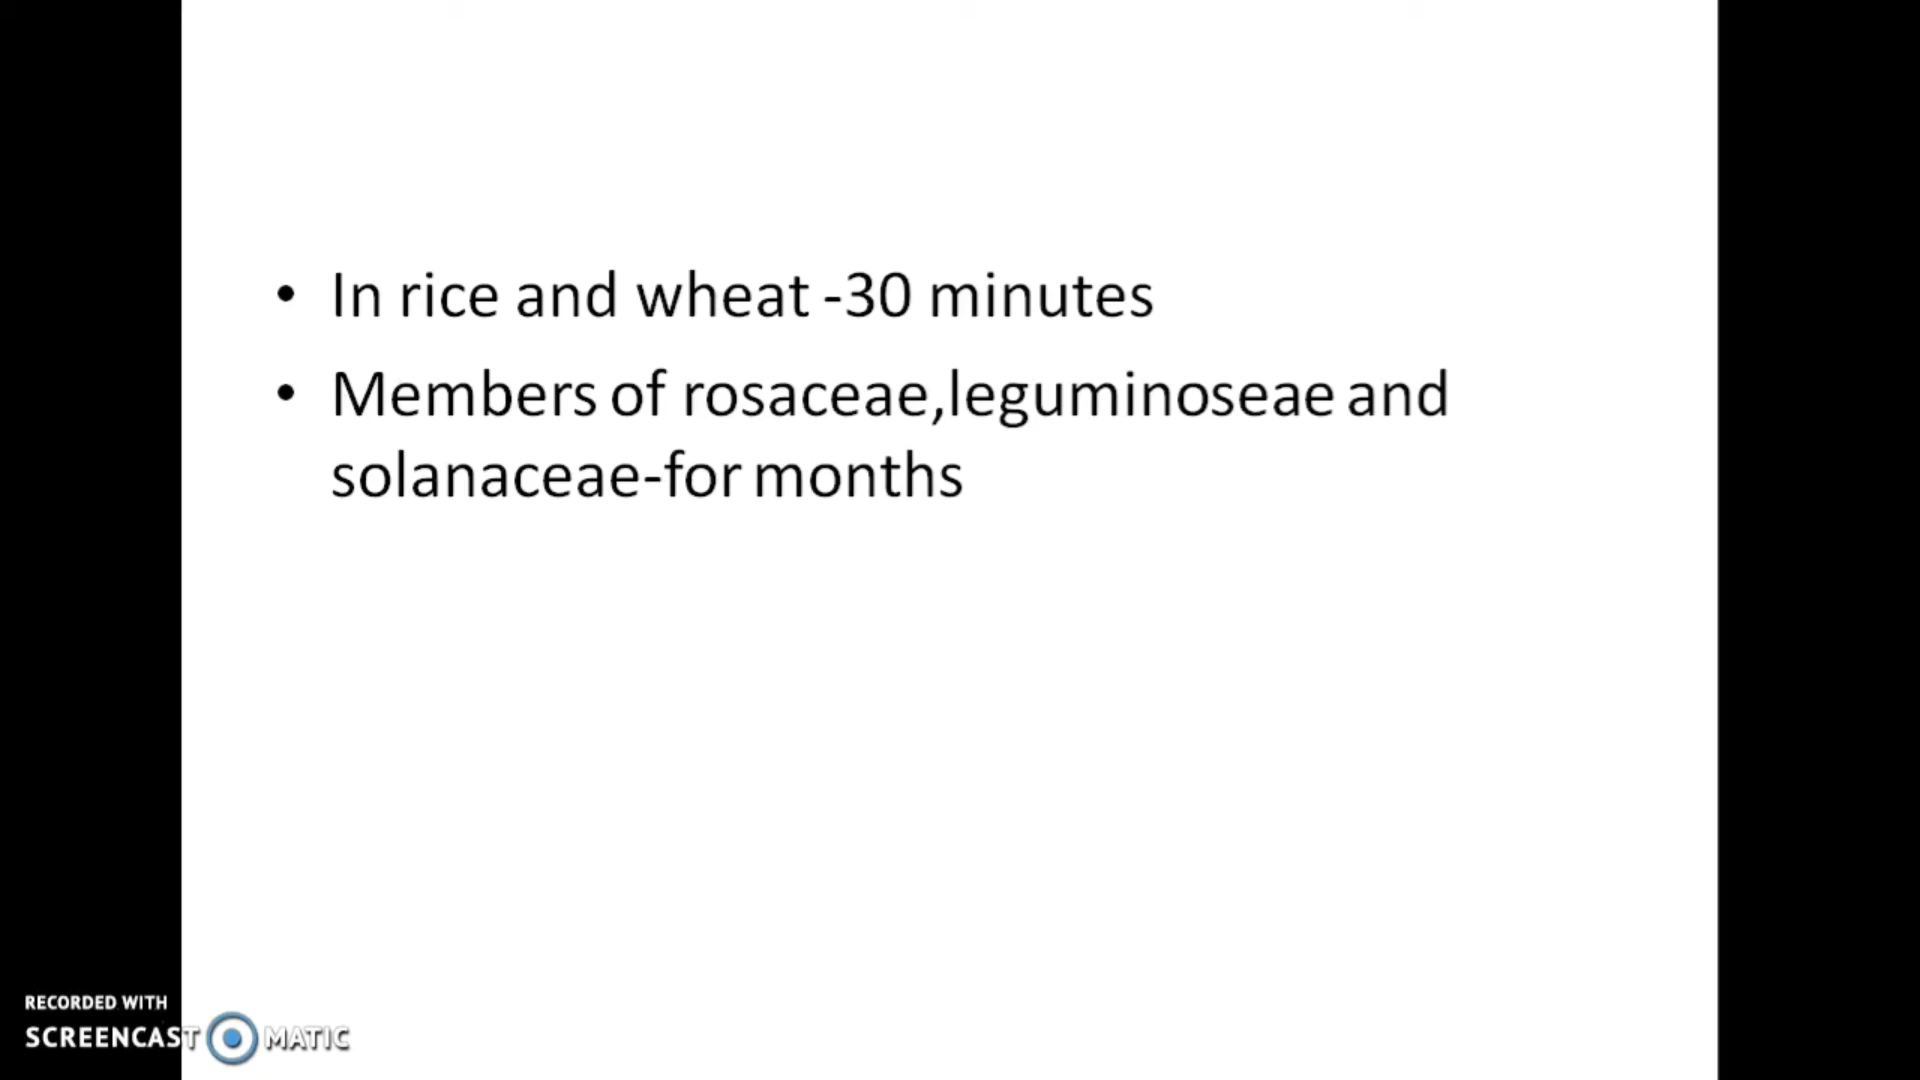 • In rice and wheat -30 minutes
• Members of rosaceae,leguminoseae and
solanaceae-for months
RECORDED WITH
SCREENCAST MATIC